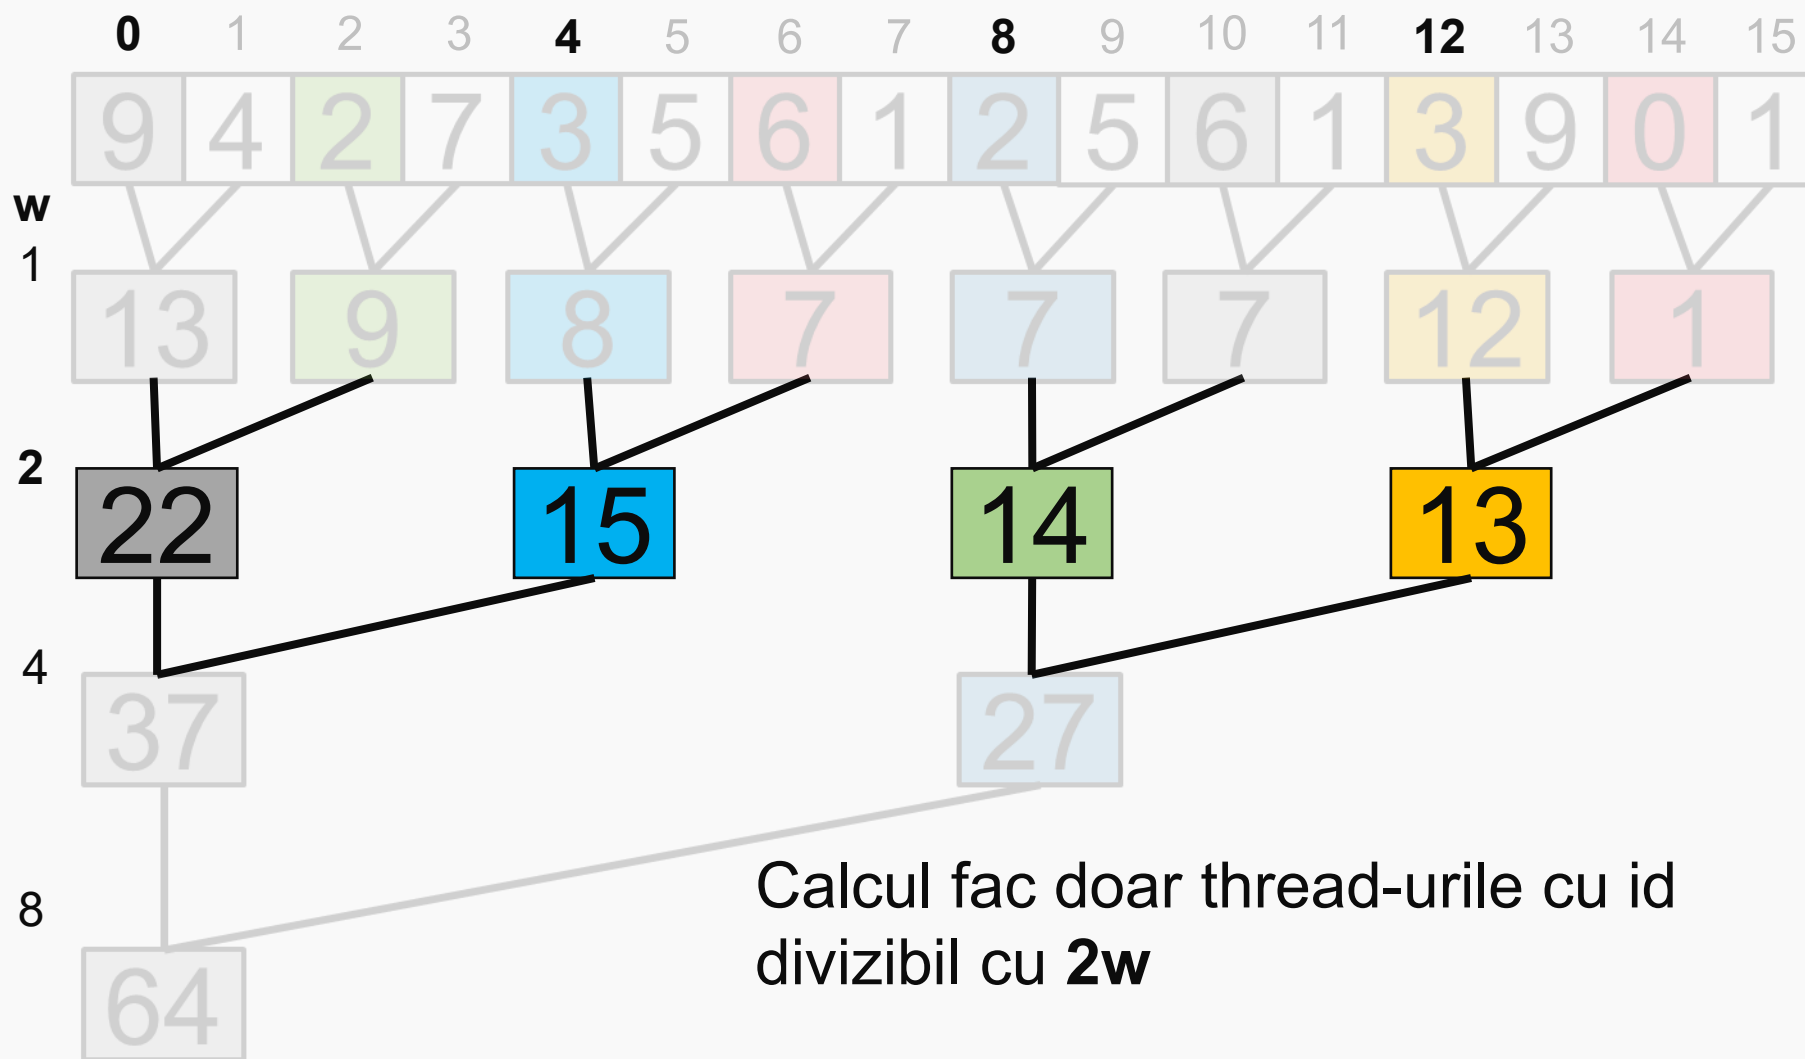 0 1 2 3 4 5 6 7 8 9 10 11 12 13 14 15
9 4 2 7 3 5 6 1 2 5 6 1 3 9 0 1
w
1
13 9 8 7 7 7 12 1
2
22 15 14 13
4
37 27
8
Calcul fac doar thread-urile cu id
divizibil cu 2w
64